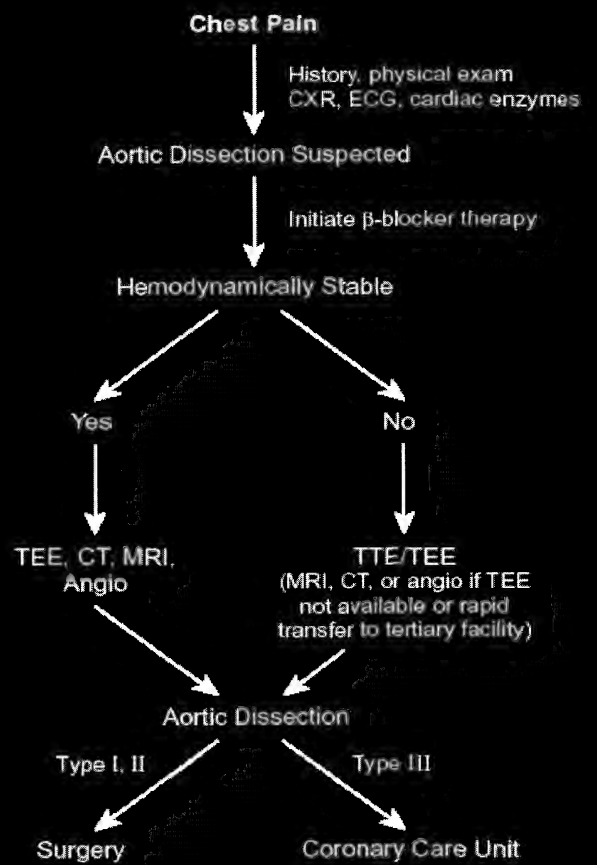 Chest Pain
History, physical exam
CXR, ECG, cardiac enzymes
Aortic Dissection Suspected
Initiate β-blocker therapy
Hemodynamically Stable
Yes
No
TEE, CT, MRI,
Angio
TTE/TEE
(MRI, CT, or angio if TEE
not available or rapid
transfer to tertiary facility)
Aortic Dissection
Type I, II
Type III
Surgery
Coronary Care Unit